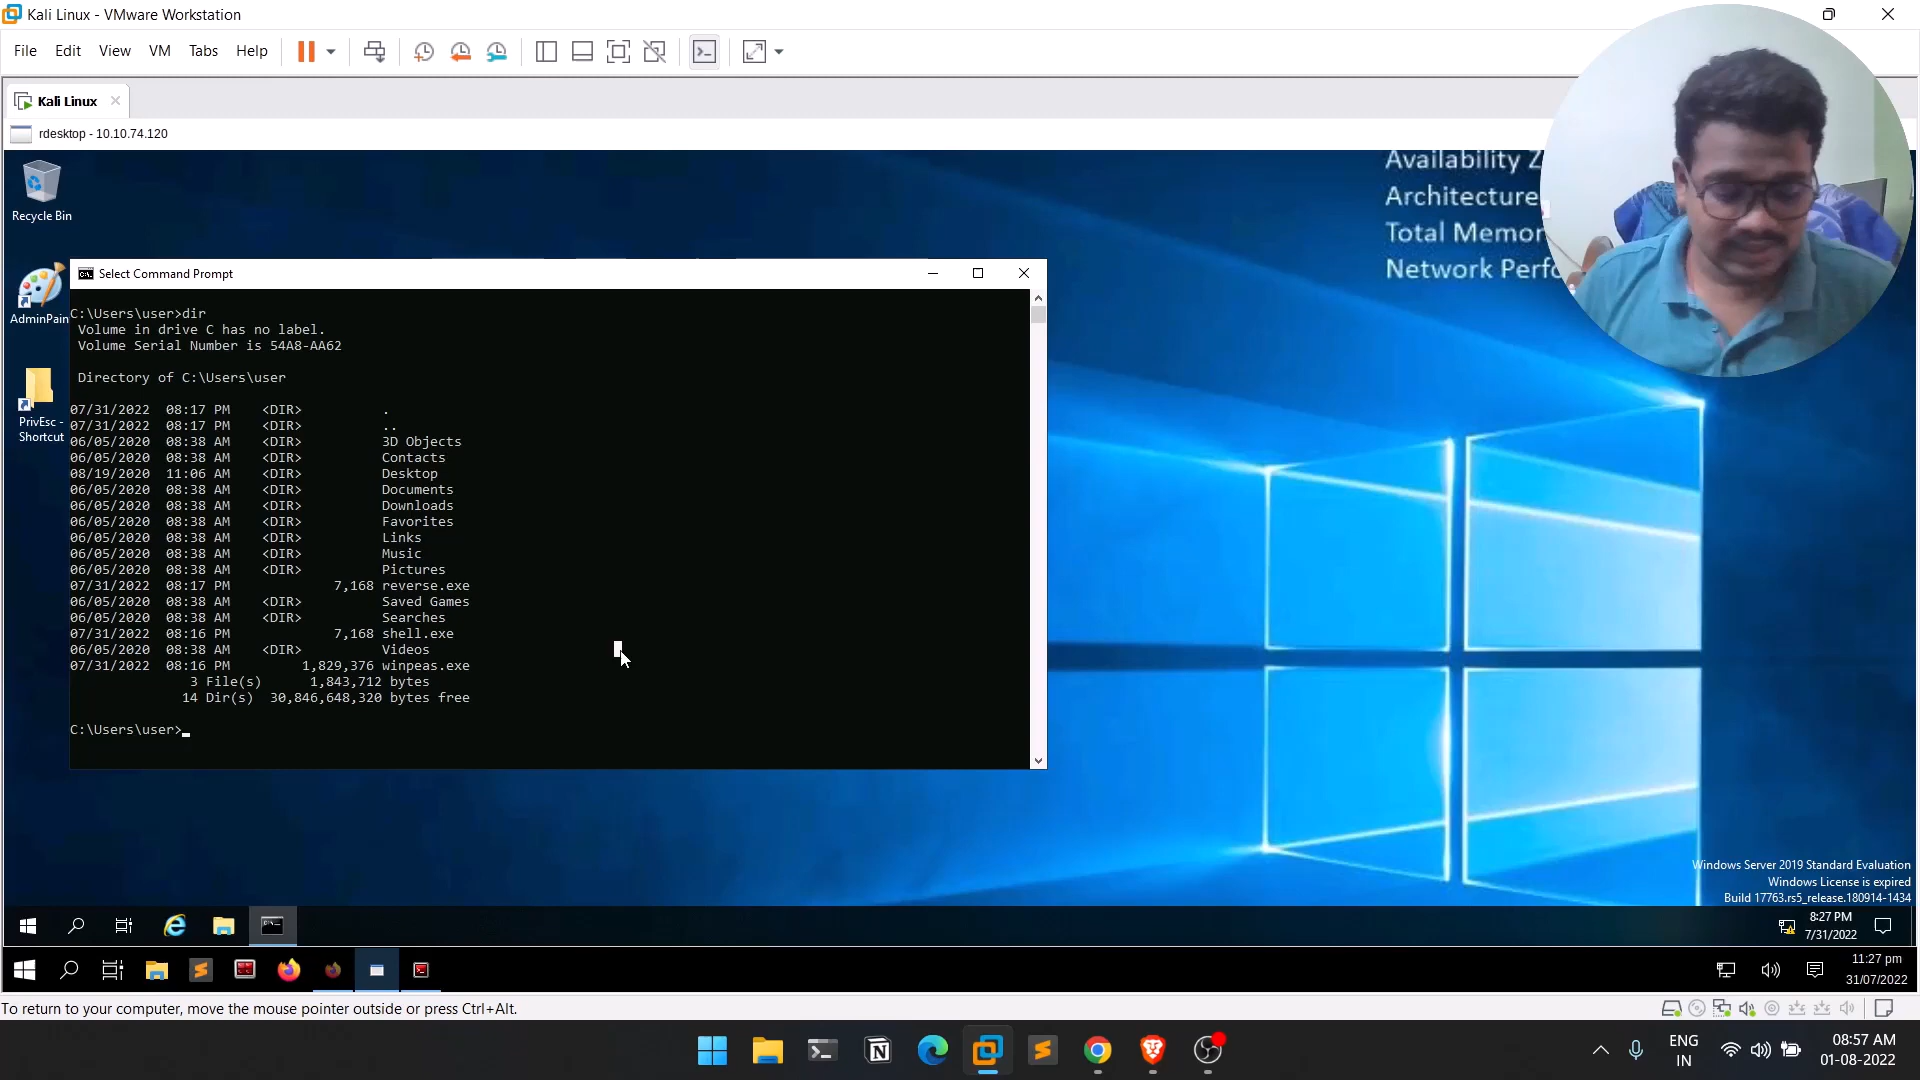 Kali Linux - VMware Workstation
File Edit View VM Tabs Help
Kali Linux
rdesktop - 10.10.74.120
Availability Z
Architecture
Total Memor
Network Perfo
Recycle Bin
AdminPain
PrivEsc -
Shortcut
Select Command Prompt
C:\Users\user>dir
Volume in drive C has no label.
Volume Serial Number is 54A8-AA62
Directory of C:\Users\user
07/31/2022 08:17 PM <DIR> .
07/31/2022 08:17 PM <DIR> ..
06/05/2020 08:38 AM <DIR> 3D Objects
06/05/2020 08:38 AM <DIR> Contacts
08/19/2020 11:06 AM <DIR> Desktop
06/05/2020 08:38 AM <DIR> Documents
06/05/2020 08:38 AM <DIR> Downloads
06/05/2020 08:38 AM <DIR> Favorites
06/05/2020 08:38 AM <DIR> Links
06/05/2020 08:38 AM <DIR> Music
06/05/2020 08:38 AM <DIR> Pictures
07/31/2022 08:17 PM 7,168 reverse.exe
06/05/2020 08:38 AM <DIR> Saved Games
06/05/2020 08:38 AM <DIR> Searches
07/31/2022 08:16 PM 7,168 shell.exe
06/05/2020 08:38 AM <DIR> Videos
07/31/2022 08:16 PM 1,829,376 winpeas.exe
3 File(s) 1,843,712 bytes
14 Dir(s) 30,846,648,320 bytes free
C:\Users\user>
Windows Server 2019 Standard Evaluation
Windows License is expired
Build 17763.rs5_release.180914-1434
8:27 PM
7/31/2022
11:27 pm
31/07/2022
To return to your computer, move the mouse pointer outside or press Ctrl+Alt.
ENG
IN
08:57 AM
01-08-2022